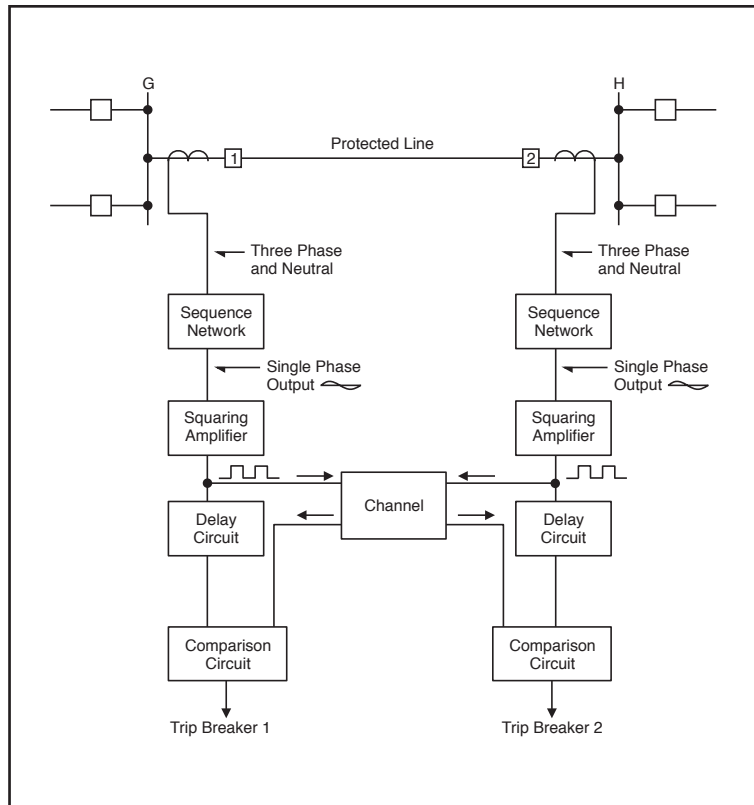 G
H
Protected Line
1
2
Three Phase
and Neutral
Three Phase
and Neutral
Sequence
Network
Sequence
Network
Single Phase
Output
Single Phase
Output
Squaring
Amplifier
Squaring
Amplifier
Channel
Delay
Circuit
Delay
Circuit
Comparison
Circuit
Comparison
Circuit
Trip Breaker 1
Trip Breaker 2